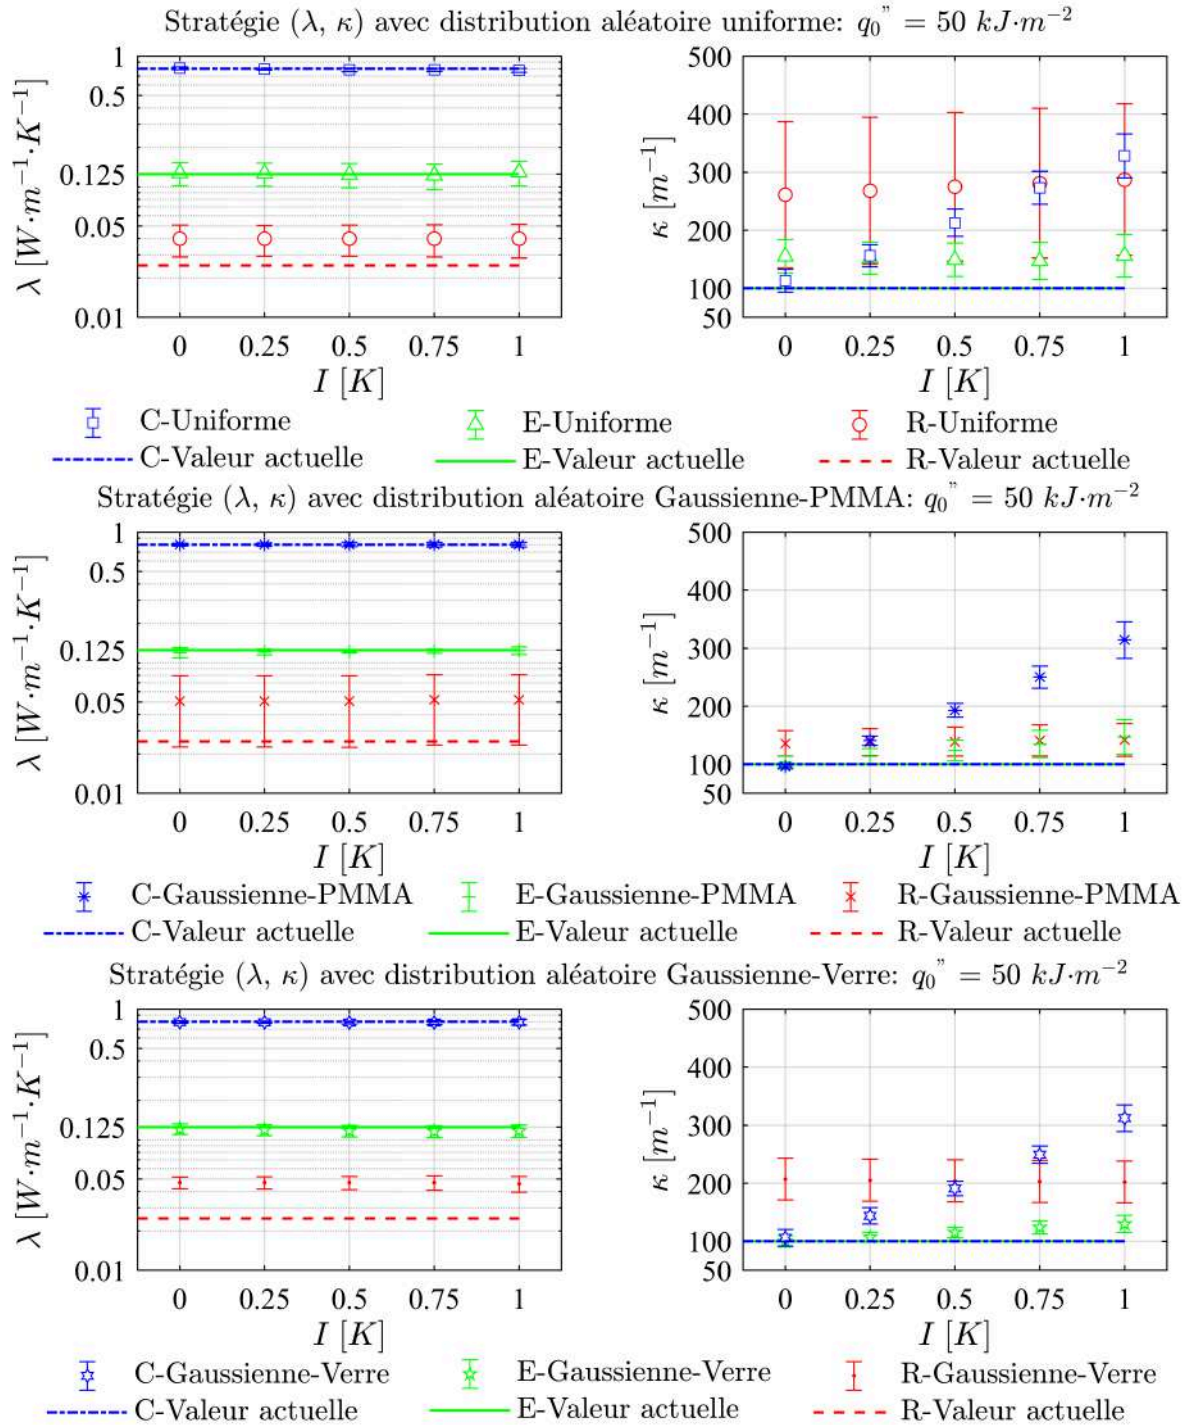 Stratégie (λ, κ) avec distribution aléatoire uniforme: q₀” = 50 kJ·m⁻²
λ [W·m⁻¹·K⁻¹]
1
0.5
0.125
0.05
0.01
0 0.25 0.5 0.75 1
I [K]
κ [m⁻¹]
500
400
300
200
100
50
0 0.25 0.5 0.75 1
I [K]
C-Uniforme E-Uniforme R-Uniforme
C-Valeur actuelle E-Valeur actuelle R-Valeur actuelle
Stratégie (λ, κ) avec distribution aléatoire Gaussienne-PMMA: q₀” = 50 kJ·m⁻²
λ [W·m⁻¹·K⁻¹]
1
0.5
0.125
0.05
0.01
0 0.25 0.5 0.75 1
I [K]
κ [m⁻¹]
500
400
300
200
100
50
0 0.25 0.5 0.75 1
I [K]
C-Gaussienne-PMMA E-Gaussienne-PMMA R-Gaussienne-PMMA
C-Valeur actuelle E-Valeur actuelle R-Valeur actuelle
Stratégie (λ, κ) avec distribution aléatoire Gaussienne-Verre: q₀” = 50 kJ·m⁻²
λ [W·m⁻¹·K⁻¹]
1
0.5
0.125
0.05
0.01
0 0.25 0.5 0.75 1
I [K]
κ [m⁻¹]
500
400
300
200
100
50
0 0.25 0.5 0.75 1
I [K]
C-Gaussienne-Verre E-Gaussienne-Verre R-Gaussienne-Verre
C-Valeur actuelle E-Valeur actuelle R-Valeur actuelle